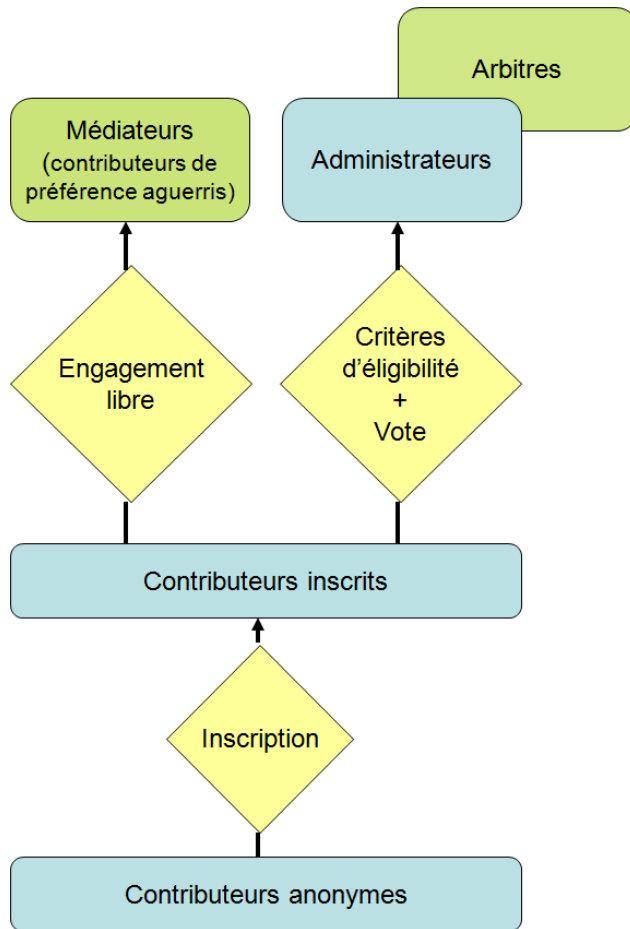 Arbitres
Médiateurs
(contributeurs de
préférence aguerris)
Administrateurs
Engagement
libre
Critères
d’éligibilité
+
Vote
Contributeurs inscrits
Inscription
Contributeurs anonymes